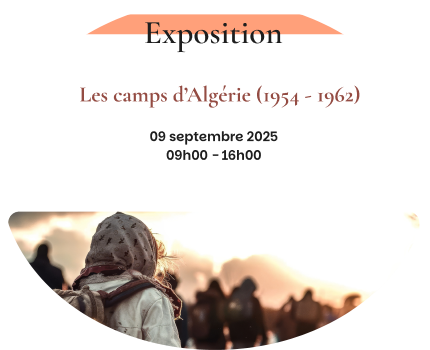 Exposition
Les camps d'Algérie (1954 - 1962)
09 septembre 2025
09h00 - 16h00